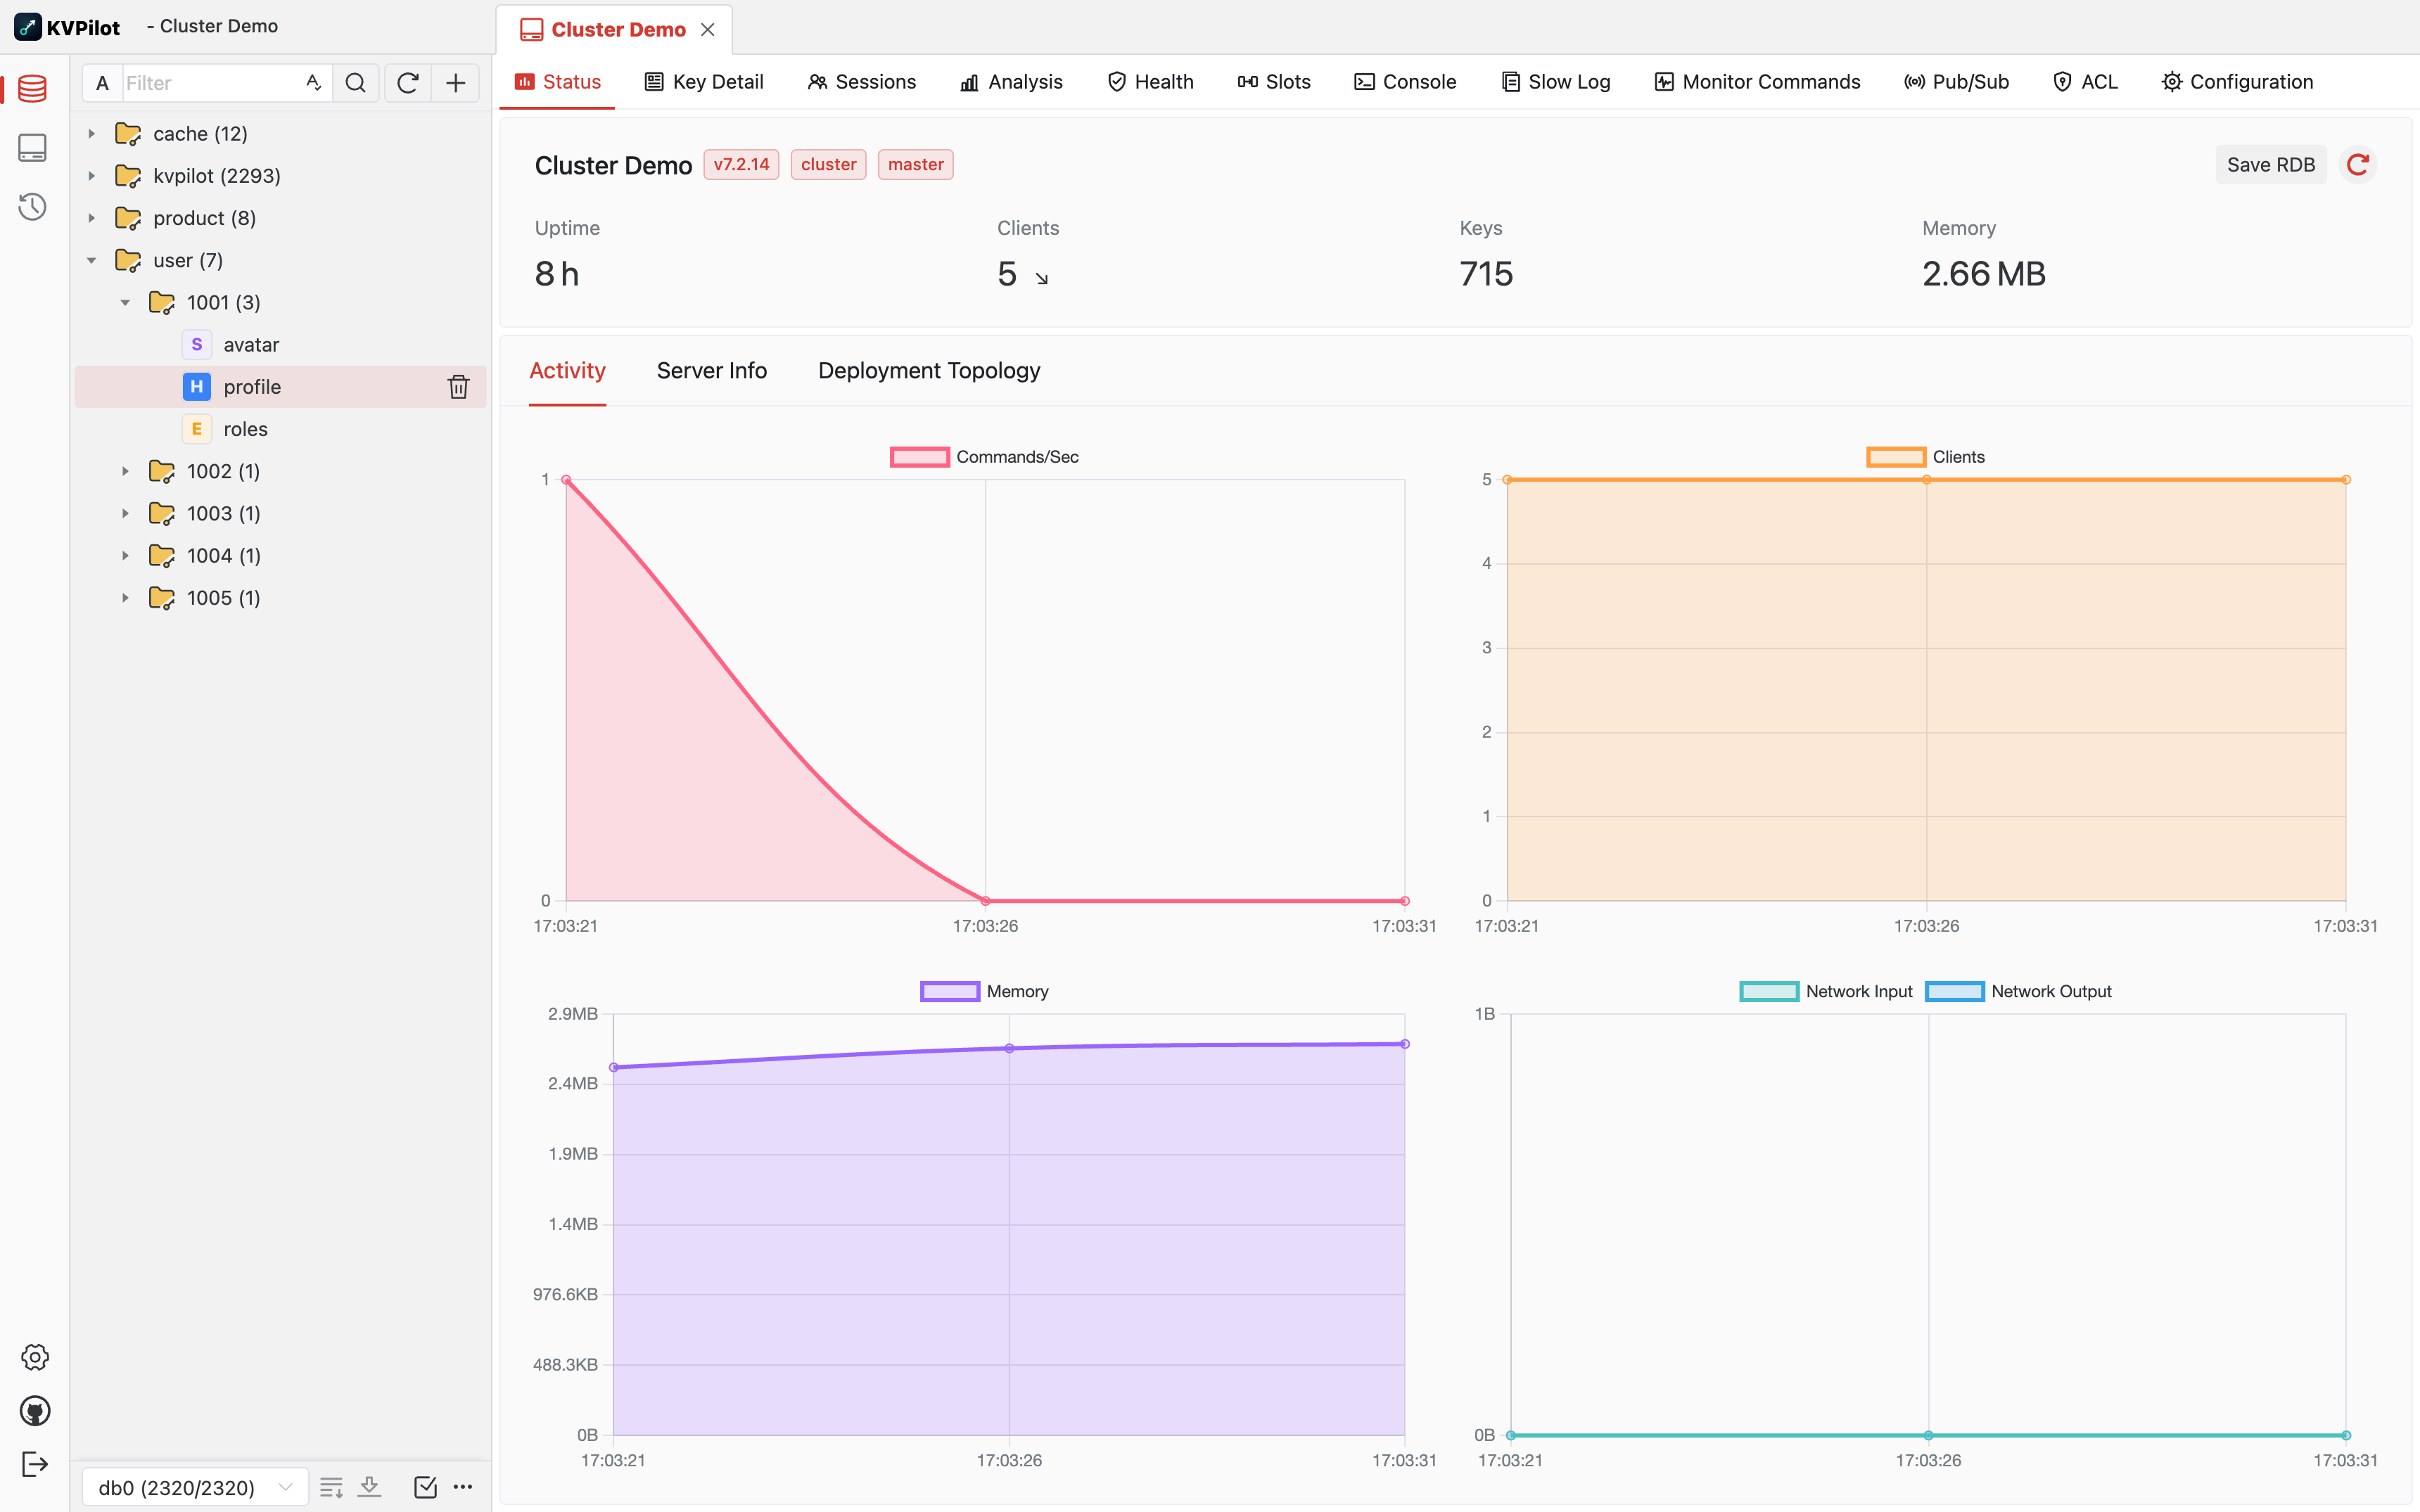 KVPilot - Cluster Demo
Cluster Demo
A Filter
cache (12)
kvpilot (2293)
product (8)
user (7)
1001 (3)
S avatar
H profile
E roles
1002 (1)
1003 (1)
1004 (1)
1005 (1)
db0 (2320/2320)
Status Key Detail Sessions Analysis Health Slots Console Slow Log Monitor Commands Pub/Sub ACL Configuration
Cluster Demo v7.2.14 cluster master Save RDB
Uptime Clients Keys Memory
8 h 5 715 2.66 MB
Activity Server Info Deployment Topology
Commands/Sec
1
0
17:03:21 17:03:26 17:03:31
Clients
5
4
3
2
1
0
17:03:21 17:03:26 17:03:31
Memory
2.9MB
2.4MB
1.9MB
1.4MB
976.6KB
488.3KB
0B
17:03:21 17:03:26 17:03:31
Network Input Network Output
1B
0B
17:03:21 17:03:26 17:03:31